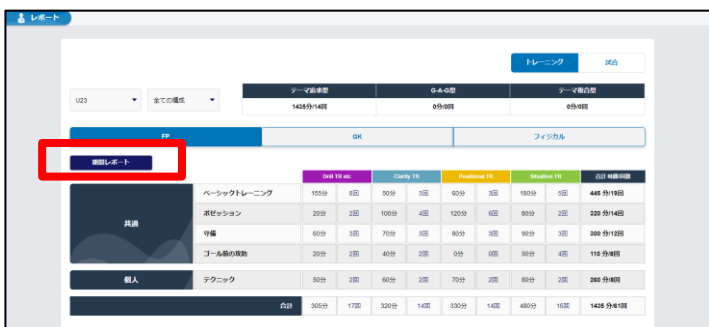 レポート
トレーニング 試合
U23 全ての構成
テーマ追求型 G-A-G型 テーマ複合型
1435分/14回 0分/0回 0分/0回
FP GK フィジカル
期間レポート
Drill TR etc Clarity TR Positional TR Situation TR 合計 時間/回数
共通
ベーシックトレーニング 155分 8回 50分 3回 60分 3回 180分 5回 445 分/19回
ポゼッション 20分 2回 100分 4回 120分 6回 80分 2回 320 分/14回
守備 60分 3回 70分 3回 80分 3回 90分 3回 300 分/12回
ゴール前の攻防 20分 2回 40分 2回 0分 0回 50分 4回 110 分/8回
個人 テクニック 50分 2回 60分 2回 70分 2回 80分 2回 260 分/8回
合計 305分 17回 320分 14回 330分 14回 480分 16回 1435 分/61回